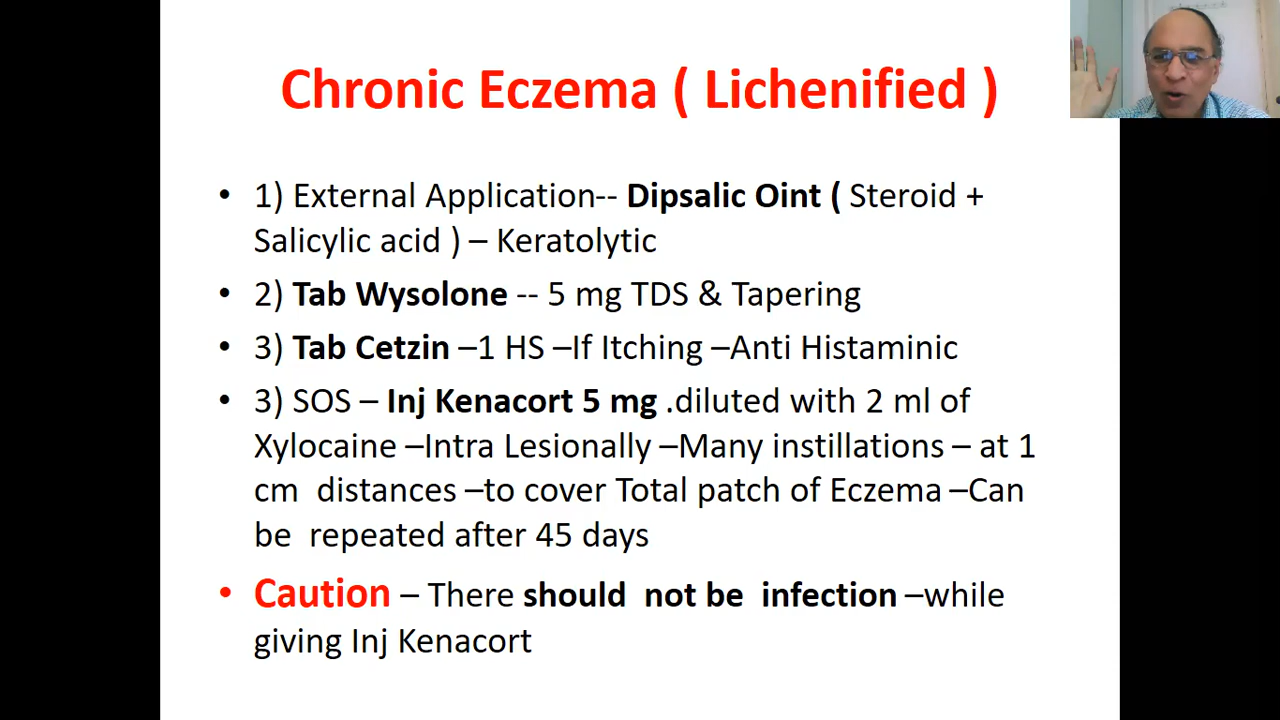 Chronic Eczema ( Lichenified )
• 1) External Application-- Dipsalic Oint ( Steroid +
Salicylic acid ) – Keratolytic
• 2) Tab Wysolone -- 5 mg TDS & Tapering
• 3) Tab Cetzin –1 HS –If Itching –Anti Histaminic
• 3) SOS – Inj Kenacort 5 mg .diluted with 2 ml of
Xylocaine –Intra Lesionally –Many instillations – at 1
cm distances –to cover Total patch of Eczema –Can
be repeated after 45 days
• Caution – There should not be infection –while
giving Inj Kenacort